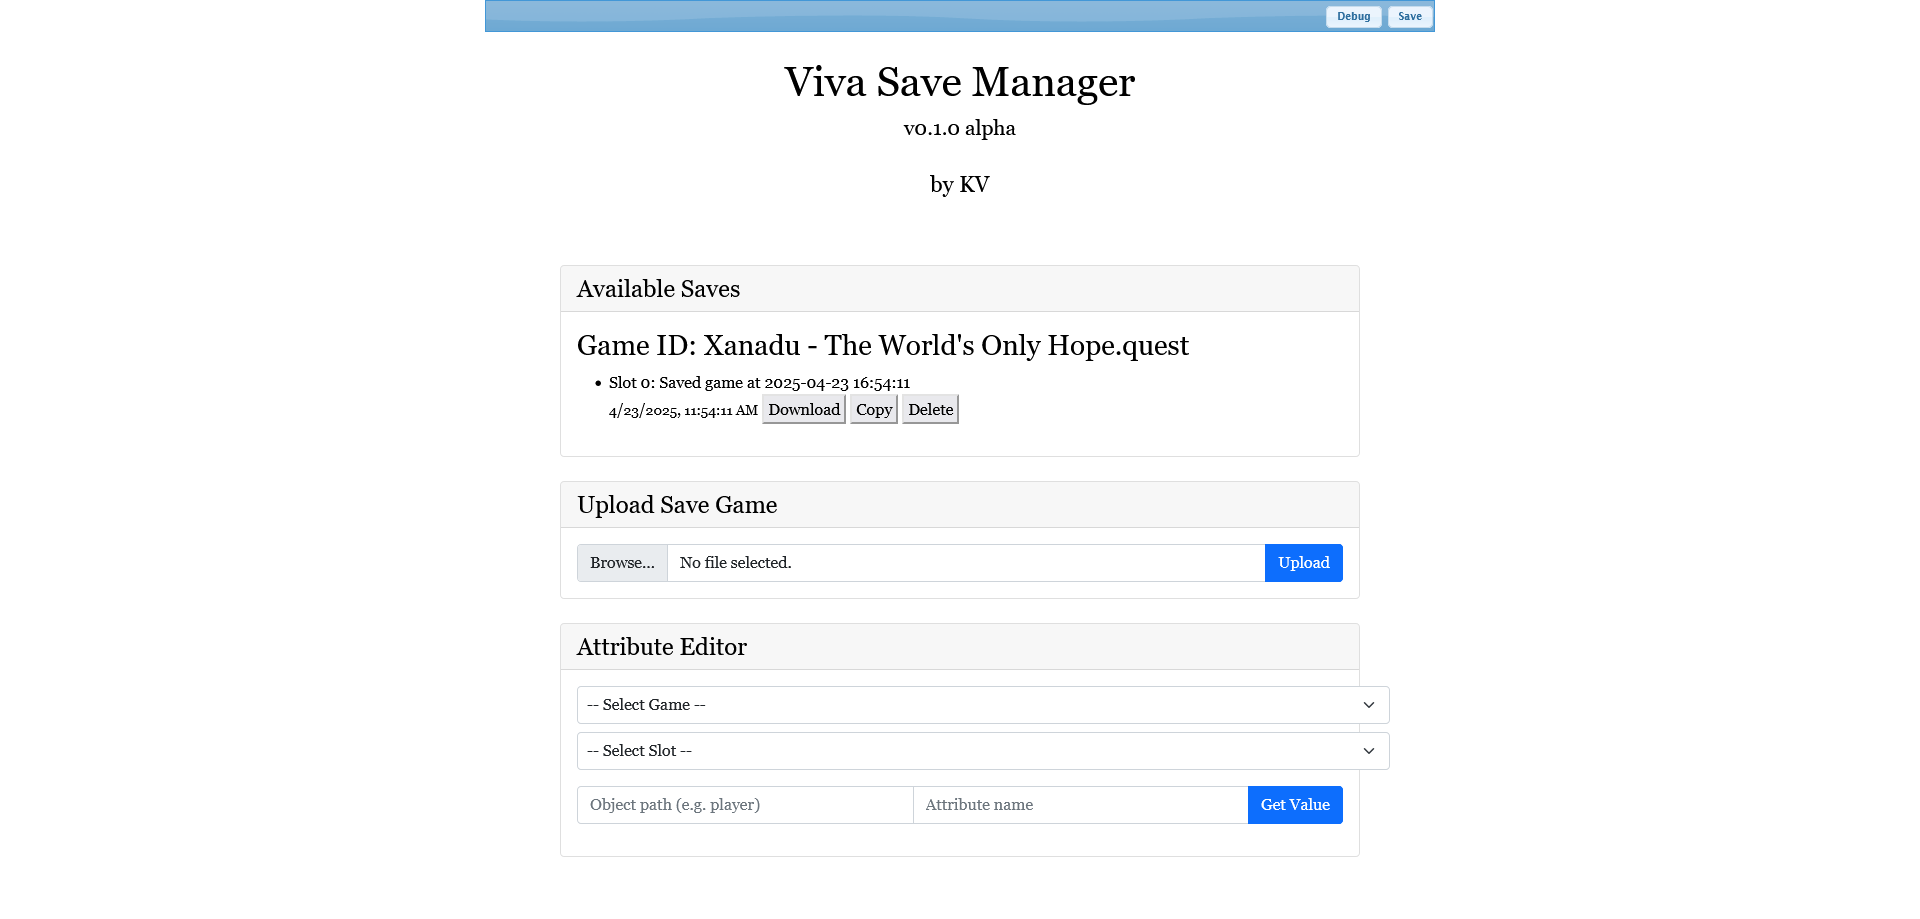 Debug Save
Viva Save Manager
v0.1.0 alpha
by KV
Available Saves
Game ID: Xanadu - The World's Only Hope.quest
• Slot 0: Saved game at 2025-04-23 16:54:11
4/23/2025, 11:54:11 AM Download Copy Delete
Upload Save Game
Browse... No file selected. Upload
Attribute Editor
-- Select Game --
-- Select Slot --
Object path (e.g. player) Attribute name Get Value